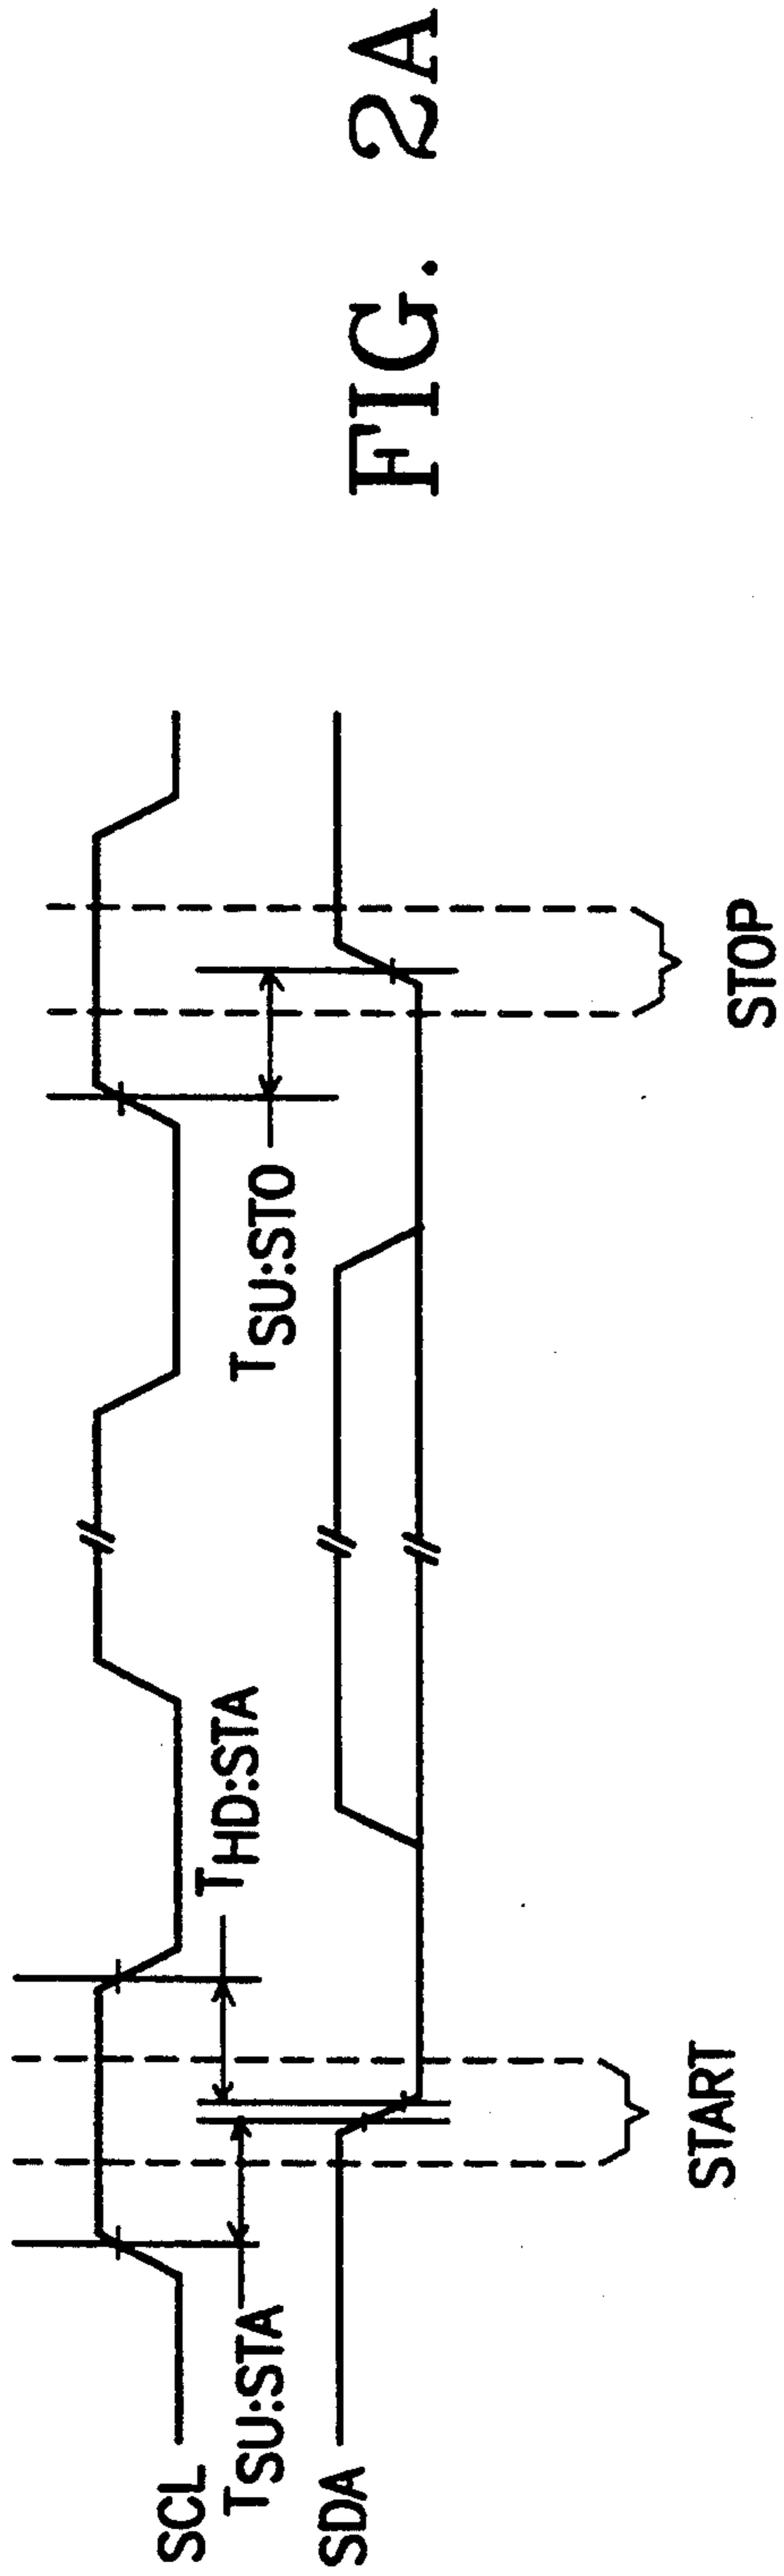 SCL
TSU:STA
THD:STA
TSU:STO
SDA
START
STOP
FIG. 2A